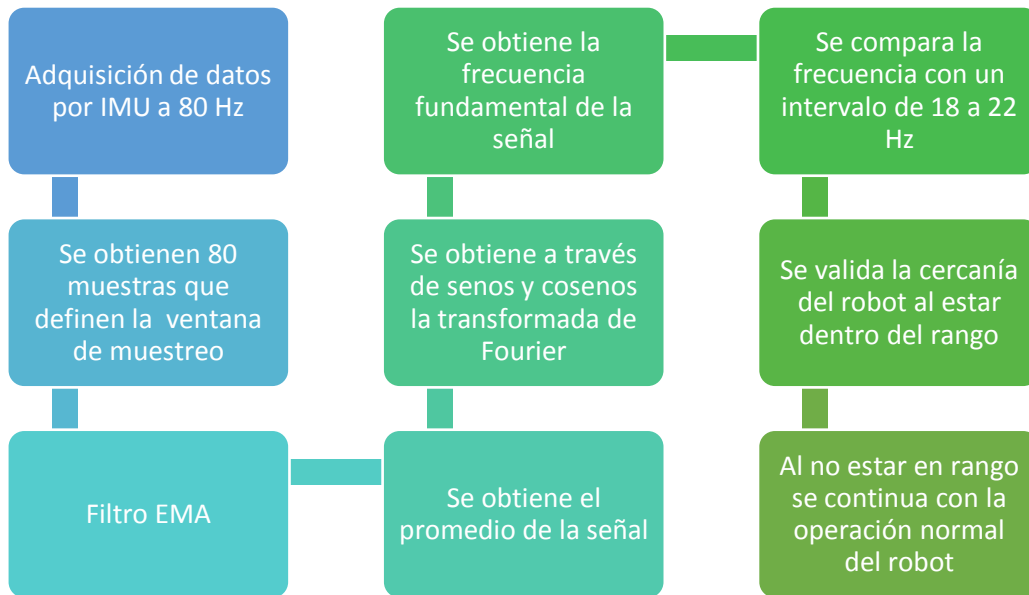 Adquisición de datos
por IMU a 80 Hz
Se obtienen 80
muestras que
definen la ventana
de muestreo
Filtro EMA
Se obtiene el
promedio de la señal
Se obtiene a través
de senos y cosenos
la transformada de
Fourier
Se obtiene la
frecuencia
fundamental de la
señal
Se compara la
frecuencia con un
intervalo de 18 a 22
Hz
Se valida la cercanía
del robot al estar
dentro del rango
Al no estar en rango
se continua con la
operación normal
del robot